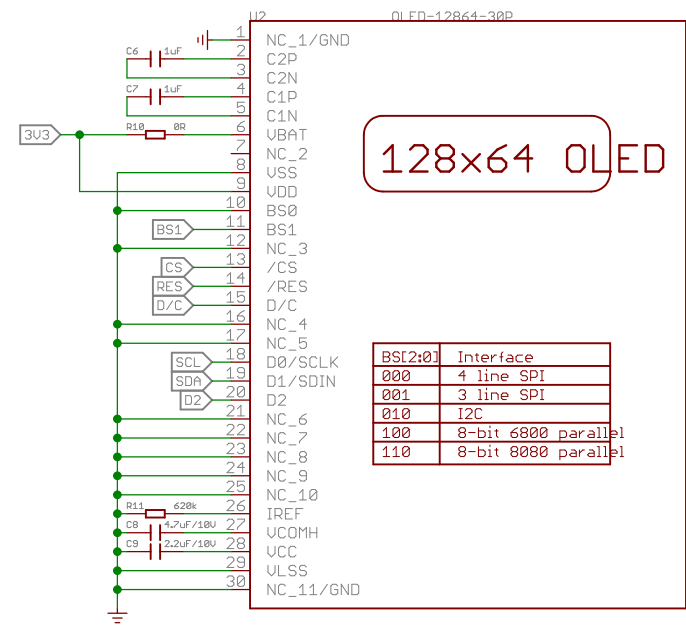 U2 OLED-12864-30P
1 NC_1/GND
C6 1uF 2 C2P
3 C2N
C7 1uF 4 C1P
5 C1N
3V3 R10 0R 6 VBAT
7 NC_2
8 VSS
9 VDD
10 BS0
BS1 11 BS1
12 NC_3
CS 13 /CS
RES 14 /RES
D/C 15 D/C
16 NC_4
17 NC_5
SCL 18 D0/SCLK
SDA 19 D1/SDIN
D2 20 D2
21 NC_6
22 NC_7
23 NC_8
24 NC_9
25 NC_10
R11 620k 26 IREF
C8 4.7uF/10V 27 VCOMH
C9 2.2uF/10V 28 VCC
29 VLSS
30 NC_11/GND
128x64 OLED
BS[2:0] Interface
000 4 line SPI
001 3 line SPI
010 I2C
100 8-bit 6800 parallel
110 8-bit 8080 parallel